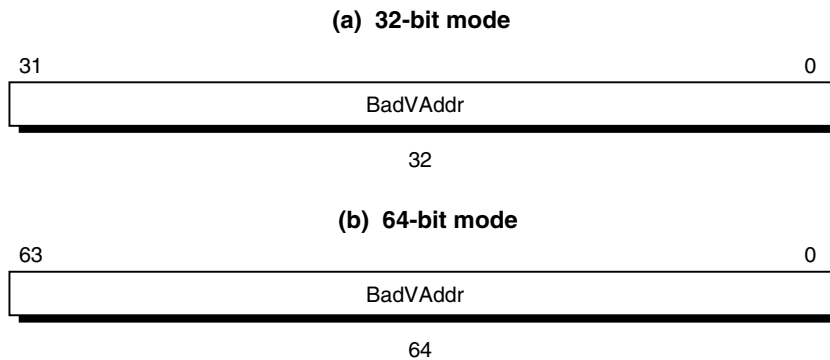 (a) 32-bit mode
31 0
BadVAddr
32
(b) 64-bit mode
63 0
BadVAddr
64